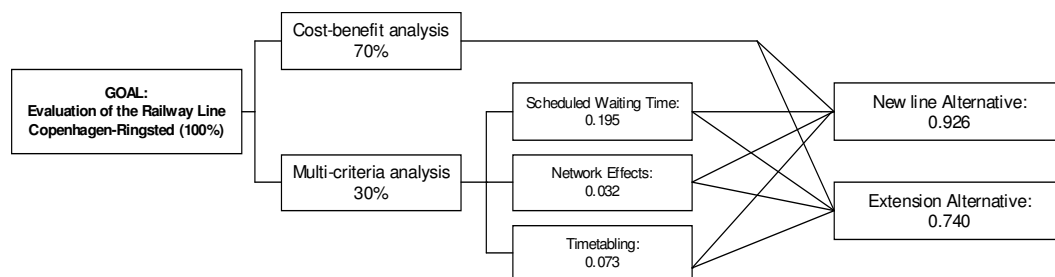 GOAL:
Evaluation of the Railway Line
Copenhagen-Ringsted (100%)
Cost-benefit analysis
70%
Multi-criteria analysis
30%
Scheduled Waiting Time:
0.195
Network Effects:
0.032
Timetabling:
0.073
New line Alternative:
0.926
Extension Alternative:
0.740